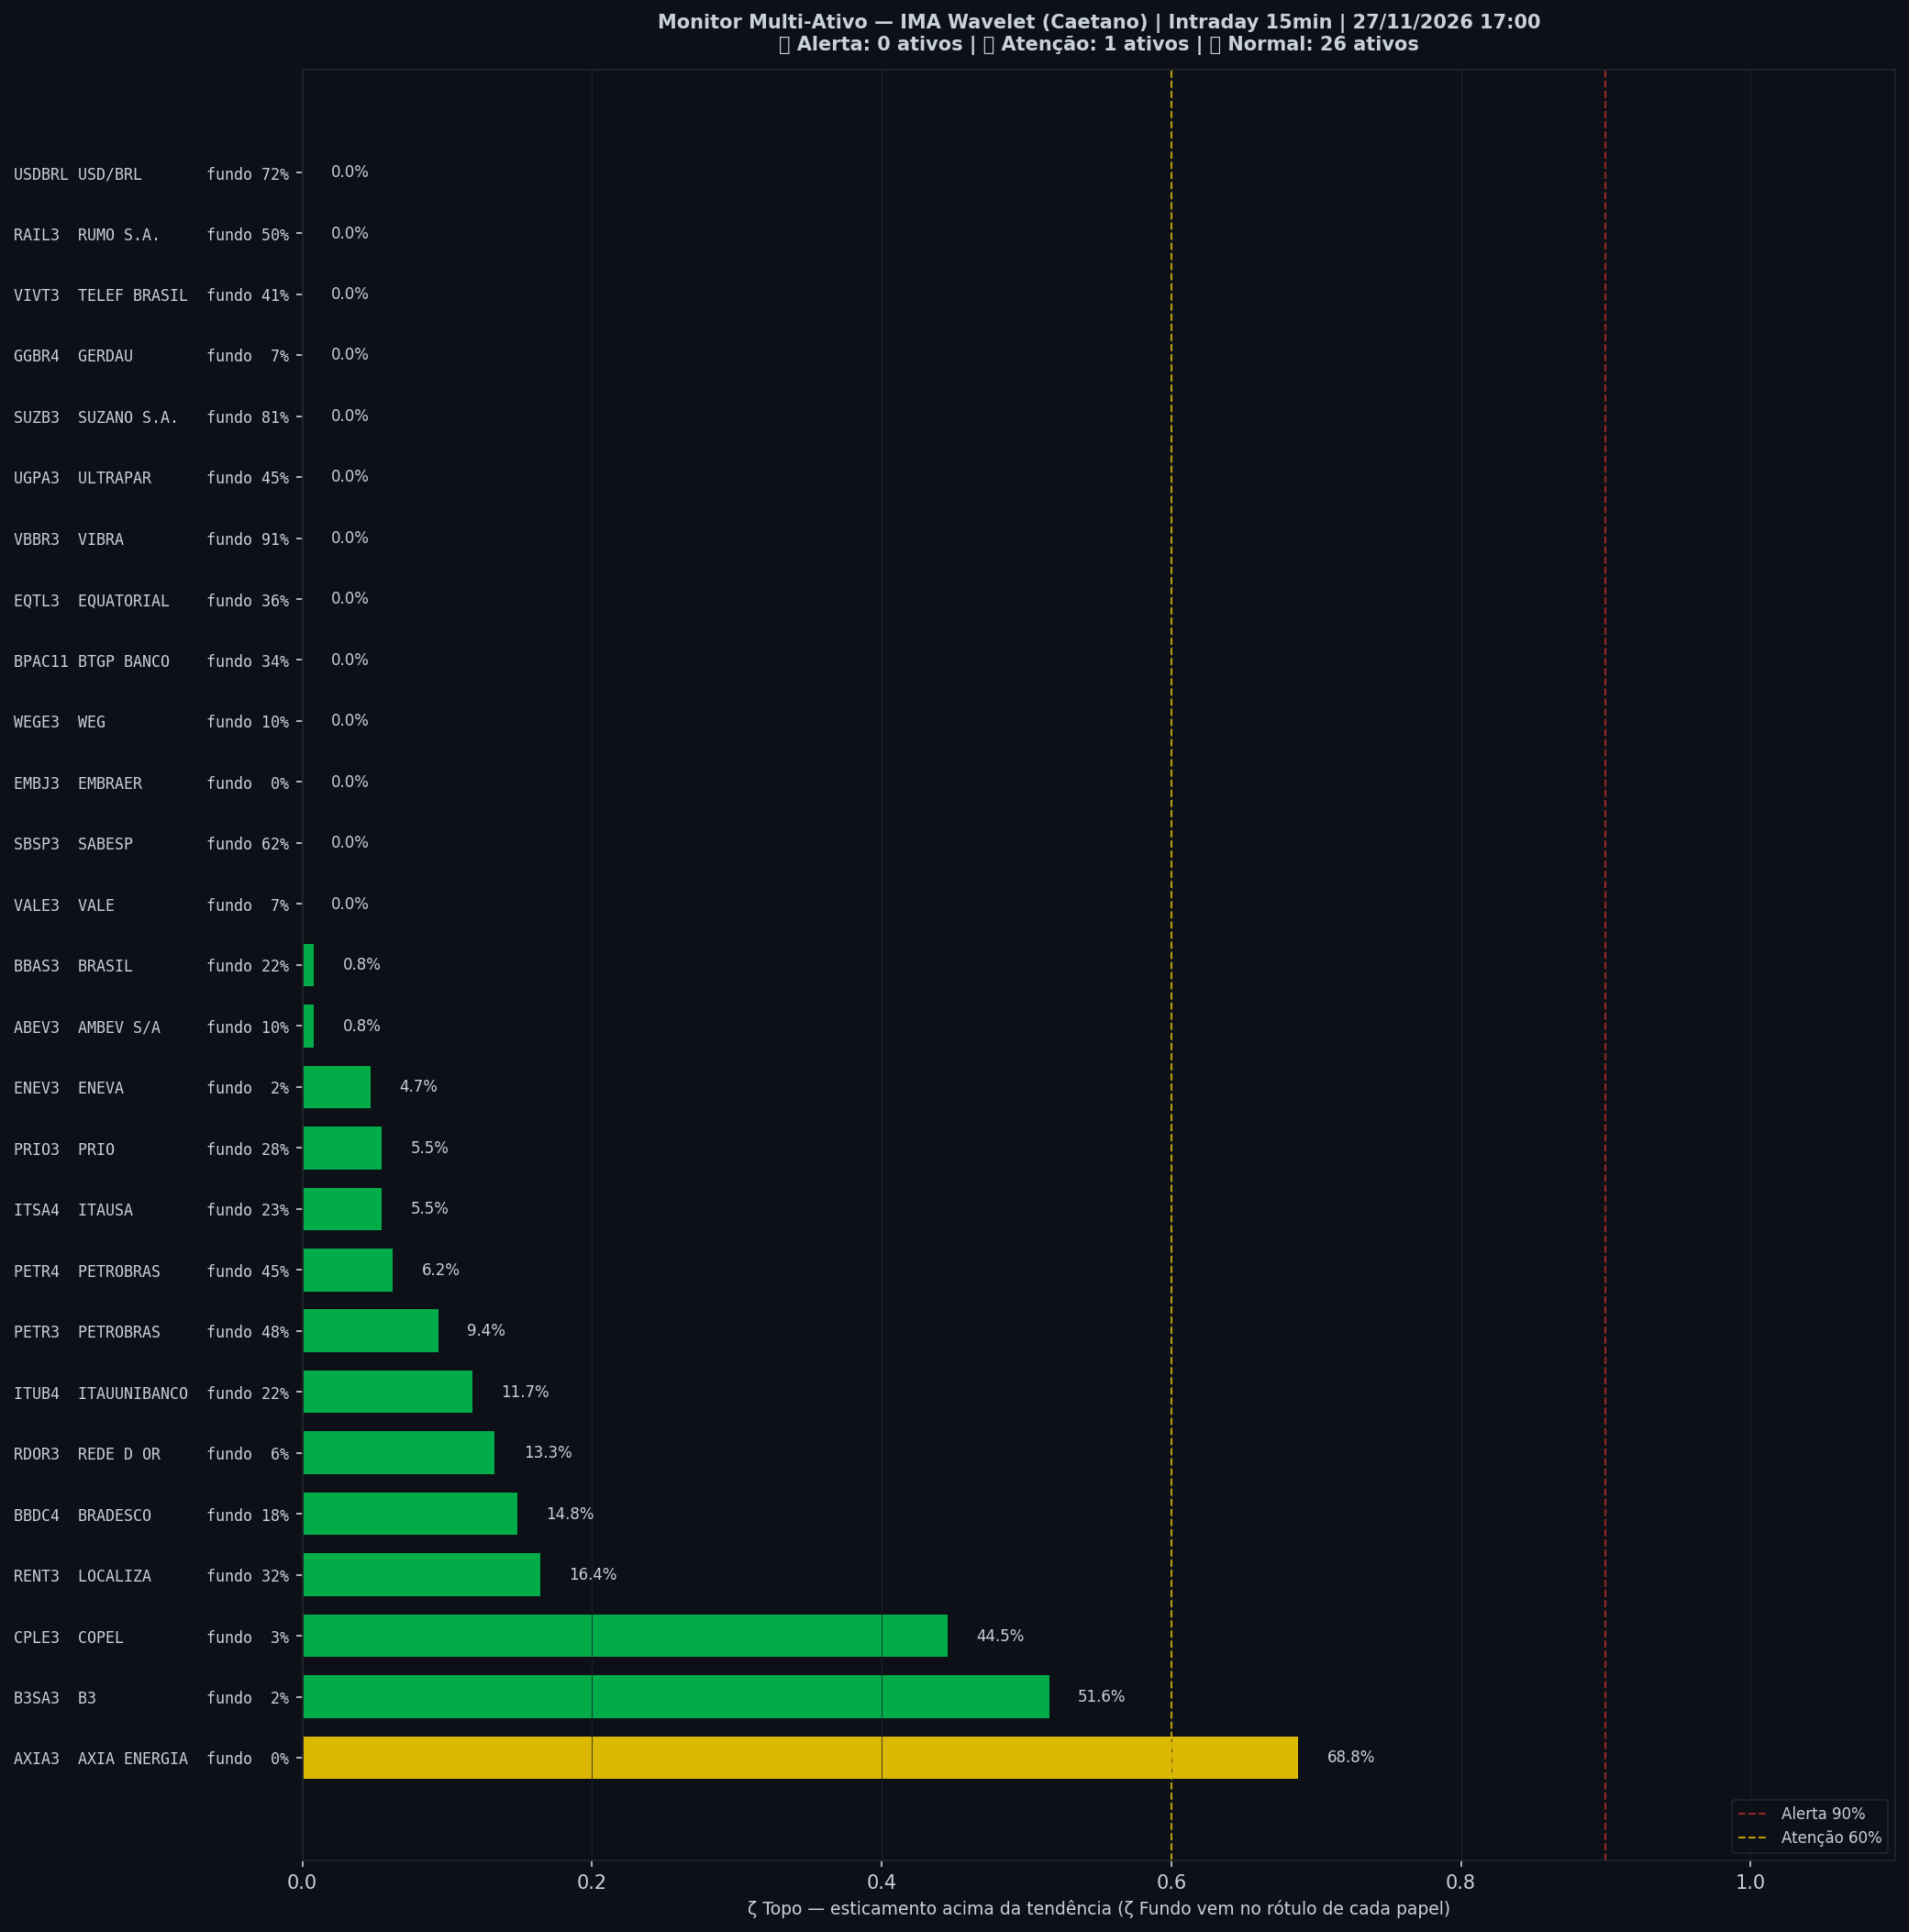 Monitor Multi-Ativo — IMA Wavelet (Caetano) | Intraday 15min | 27/11/2026 17:00
▯ Alerta: 0 ativos | ▯ Atenção: 1 ativos | ▯ Normal: 26 ativos
USDBRL USD/BRL fundo 72% 0.0%
RAIL3 RUMO S.A. fundo 50% 0.0%
VIVT3 TELEF BRASIL fundo 41% 0.0%
GGBR4 GERDAU fundo 7% 0.0%
SUZB3 SUZANO S.A. fundo 81% 0.0%
UGPA3 ULTRAPAR fundo 45% 0.0%
VBBR3 VIBRA fundo 91% 0.0%
EQTL3 EQUATORIAL fundo 36% 0.0%
BPAC11 BTGP BANCO fundo 34% 0.0%
WEGE3 WEG fundo 10% 0.0%
EMBJ3 EMBRAER fundo 0% 0.0%
SBSP3 SABESP fundo 62% 0.0%
VALE3 VALE fundo 7% 0.0%
BBAS3 BRASIL fundo 22% 0.8%
ABEV3 AMBEV S/A fundo 10% 0.8%
ENEV3 ENEVA fundo 2% 4.7%
PRIO3 PRIO fundo 28% 5.5%
ITSA4 ITAUSA fundo 23% 5.5%
PETR4 PETROBRAS fundo 45% 6.2%
PETR3 PETROBRAS fundo 48% 9.4%
ITUB4 ITAUUNIBANCO fundo 22% 11.7%
RDOR3 REDE D OR fundo 6% 13.3%
BBDC4 BRADESCO fundo 18% 14.8%
RENT3 LOCALIZA fundo 32% 16.4%
CPLE3 COPEL fundo 3% 44.5%
B3SA3 B3 fundo 2% 51.6%
AXIA3 AXIA ENERGIA fundo 0% 68.8%
Alerta 90%
Atenção 60%
0.0 0.2 0.4 0.6 0.8 1.0
ζ Topo — esticamento acima da tendência (ζ Fundo vem no rótulo de cada papel)